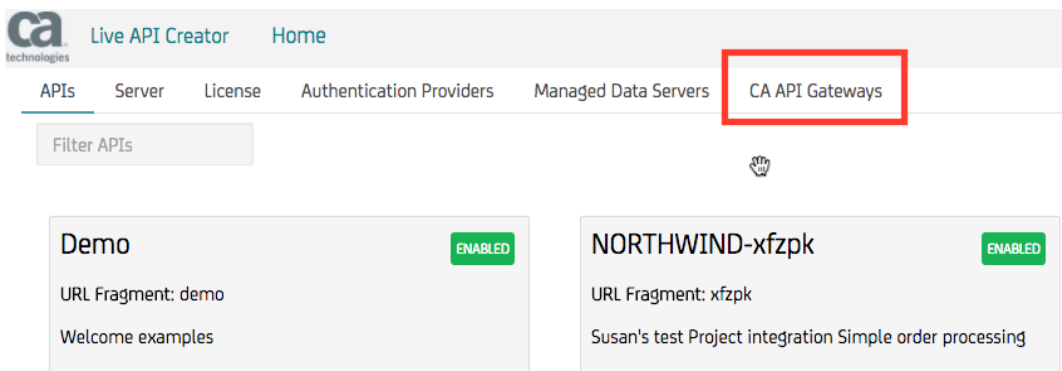 ca
technologies
Live API Creator Home
APIs Server License Authentication Providers Managed Data Servers CA API Gateways
Filter APIs
Demo ENABLED
URL Fragment: demo
Welcome examples
NORTHWIND-xfzpk ENABLED
URL Fragment: xfzpk
Susan's test Project integration Simple order processing